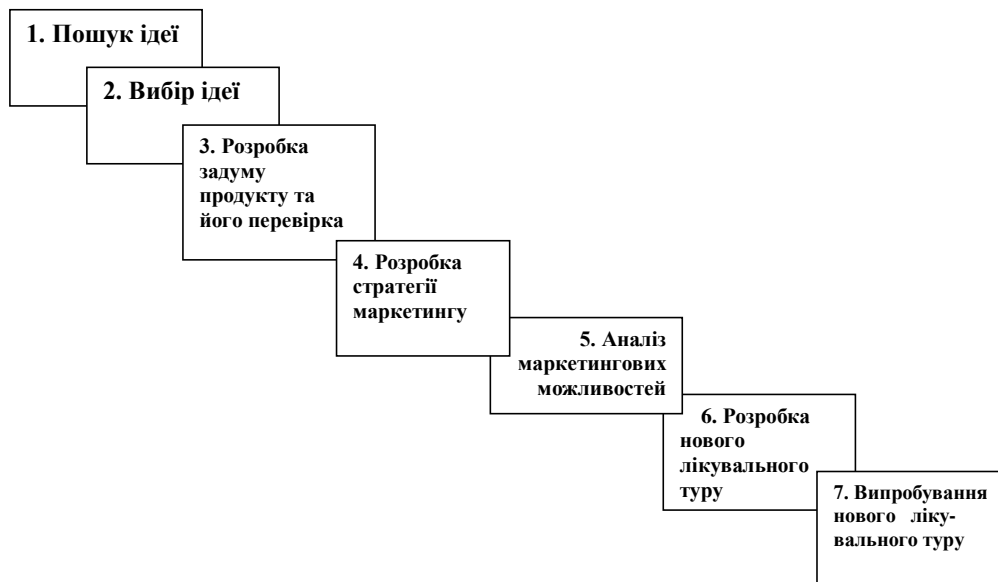 1. Пошук ідеї
2. Вибір ідеї
3. Розробка
задуму
продукту та
його перевірка
4. Розробка
стратегії
маркетингу
5. Аналіз
маркетингових
можливостей
6. Розробка
нового
лікувального
туру
7. Випробування
нового ліку-
вального туру